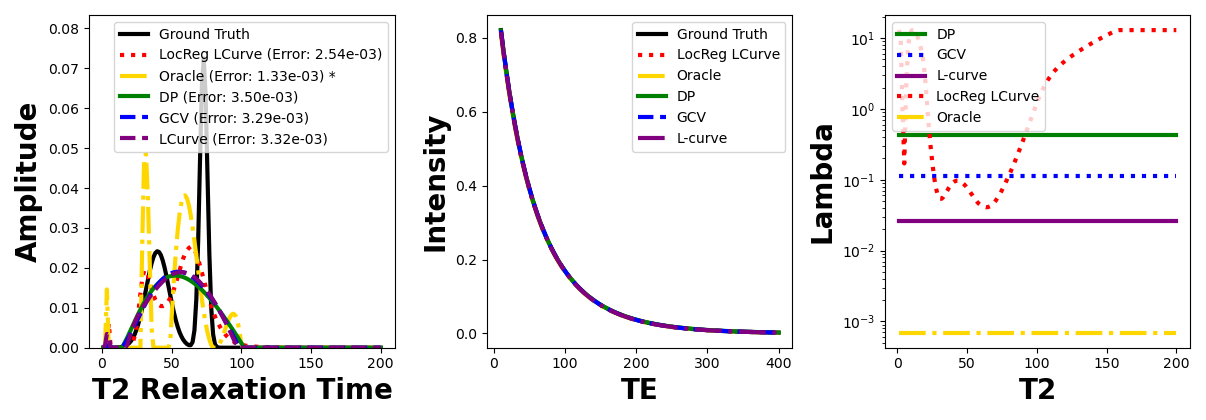 Amplitude
0.08
0.07
0.06
0.05
0.04
0.03
0.02
0.01
0.00
Ground Truth
LocReg LCurve (Error: 2.54e-03)
Oracle (Error: 1.33e-03) *
DP (Error: 3.50e-03)
GCV (Error: 3.29e-03)
LCurve (Error: 3.32e-03)
0 50 100 150 200
T2 Relaxation Time
Intensity
0.8
0.6
0.4
0.2
0.0
Ground Truth
LocReg LCurve
Oracle
DP
GCV
L-curve
0 100 200 300 400
TE
Lambda
10¹
10⁰
10⁻¹
10⁻²
10⁻³
DP
GCV
L-curve
LocReg LCurve
Oracle
0 50 100 150 200
T2